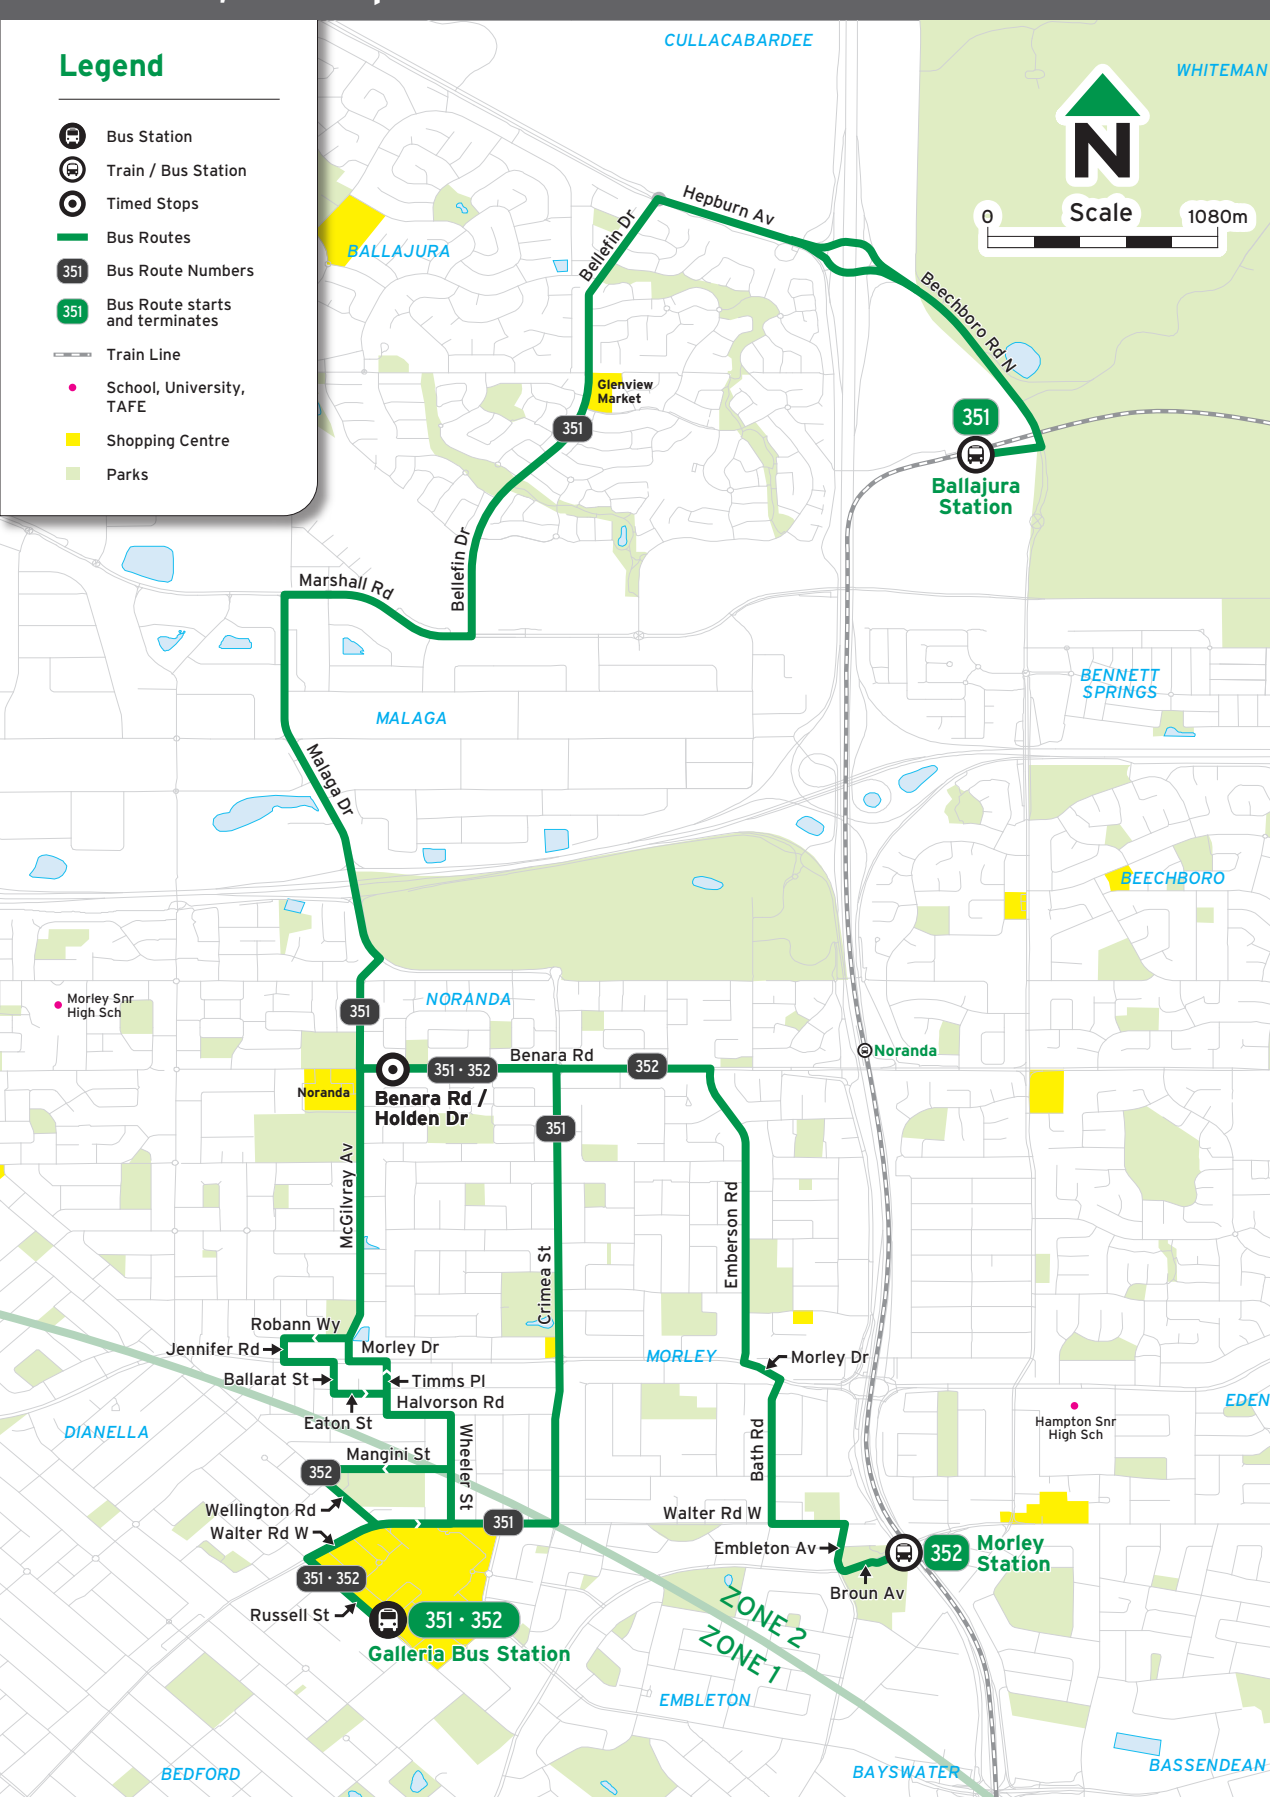 Legend
Bus Station
Train / Bus Station
Timed Stops
Bus Routes
351
Bus Route Numbers
351
Bus Route starts
and terminates
Train Line
School, University,
TAFE
Shopping Centre
Parks
CULLACABARDEE
WHITEMAN
N
Scale
0
1080m
Hepburn Av
Bellefin Dr
BALLAJURA
Beechboro Rd N
Glenview
Market
351
351
Ballajura
Station
Bellefin Dr
Marshall Rd
BENNETT
SPRINGS
MALAGA
Malaga Dr
BEECHBORO
Morley Snr
High Sch
NORANDA
351
Noranda
Benara Rd
351 · 352
352
Noranda
Benara Rd /
Holden Dr
351
McGilvray Av
Emberson Rd
Crimea St
Robann Wy
Jennifer Rd
Morley Dr
MORLEY
Morley Dr
Ballarat St
Timms Pl
Halvorson Rd
Eaton St
EDEN
Hampton Snr
High Sch
DIANELLA
Wheeler St
Bath Rd
Mangini St
352
Wellington Rd
Walter Rd W
351
Walter Rd W
Embleton Av
352
Morley
Station
351 · 352
Broun Av
Russell St
351 · 352
Galleria Bus Station
ZONE 2
ZONE 1
EMBLETON
BEDFORD
BAYSWATER
BASSENDEAN